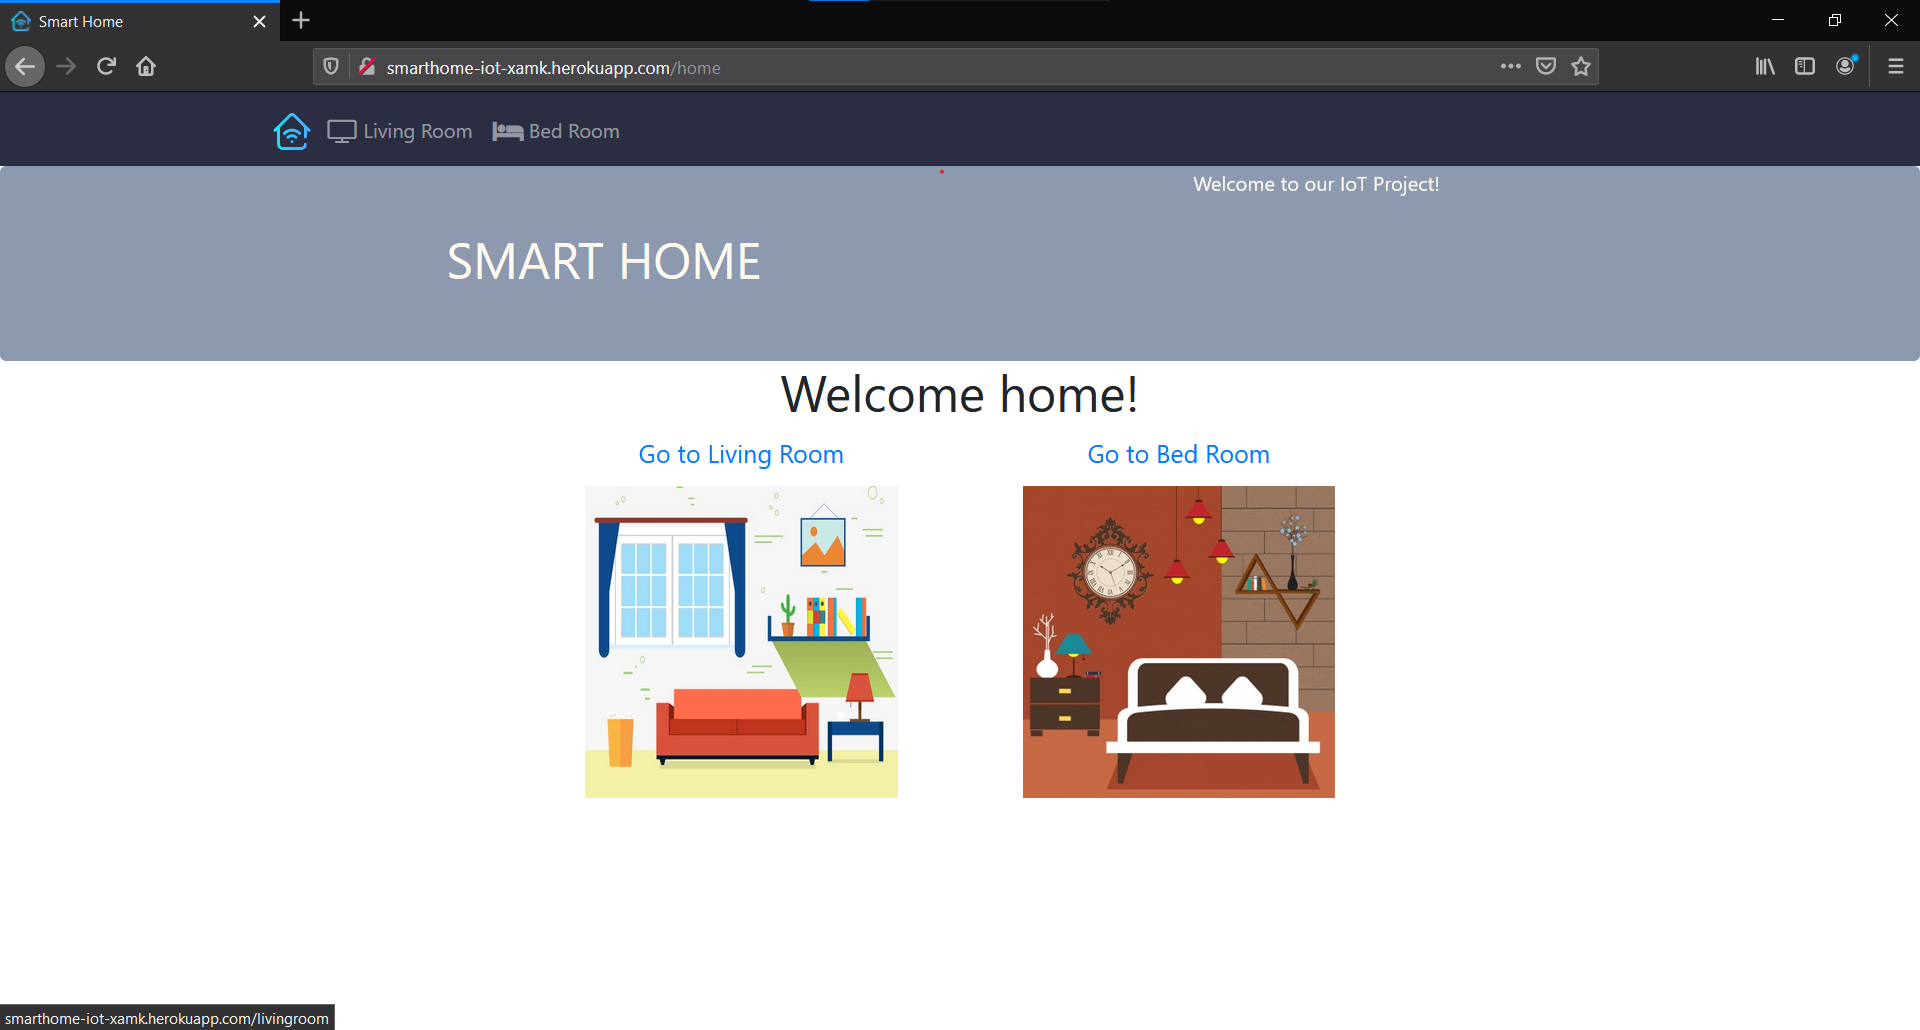 Smart Home
smarthome-iot-xamk.herokuapp.com/home
Living Room
Bed Room
Welcome to our IoT Project!
SMART HOME
Welcome home!
Go to Living Room
Go to Bed Room
smarthome-iot-xamk.herokuapp.com/livingroom